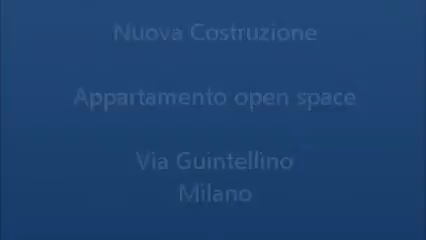 Nuova Costruzione
Appartamento open space
Via Guintellino
Milano